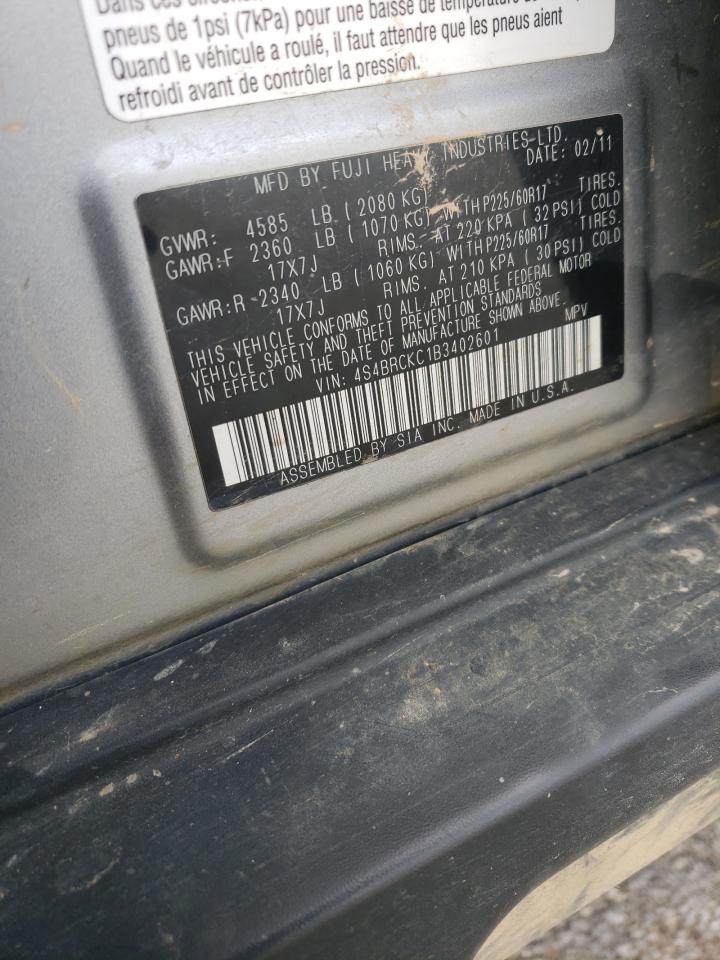 Dans ces
pneus de 1psi (7kPa) pour une baisse de température
Quand le véhicule a roulé, il faut attendre que les pneus aient
refroidi avant de contrôler la pression.
MFD BY FUJI HEAVY INDUSTRIES LTD.
DATE: 02/11
GVWR: 4585 LB ( 2080 KG)
GAWR:F 2360 LB ( 1070 KG) WITH P225/60R17 TIRES.
17X7J RIMS. AT 220 KPA ( 32 PSI) COLD
GAWR:R 2340 LB ( 1060 KG) WITH P225/60R17 TIRES.
17X7J RIMS. AT 210 KPA ( 30 PSI) COLD
THIS VEHICLE CONFORMS TO ALL APPLICABLE FEDERAL MOTOR
VEHICLE SAFETY AND THEFT PREVENTION STANDARDS
IN EFFECT ON THE DATE OF MANUFACTURE SHOWN ABOVE.
VIN: 4S4BRCKC1B3402601 MPV
ASSEMBLED BY SIA INC. MADE IN U.S.A.